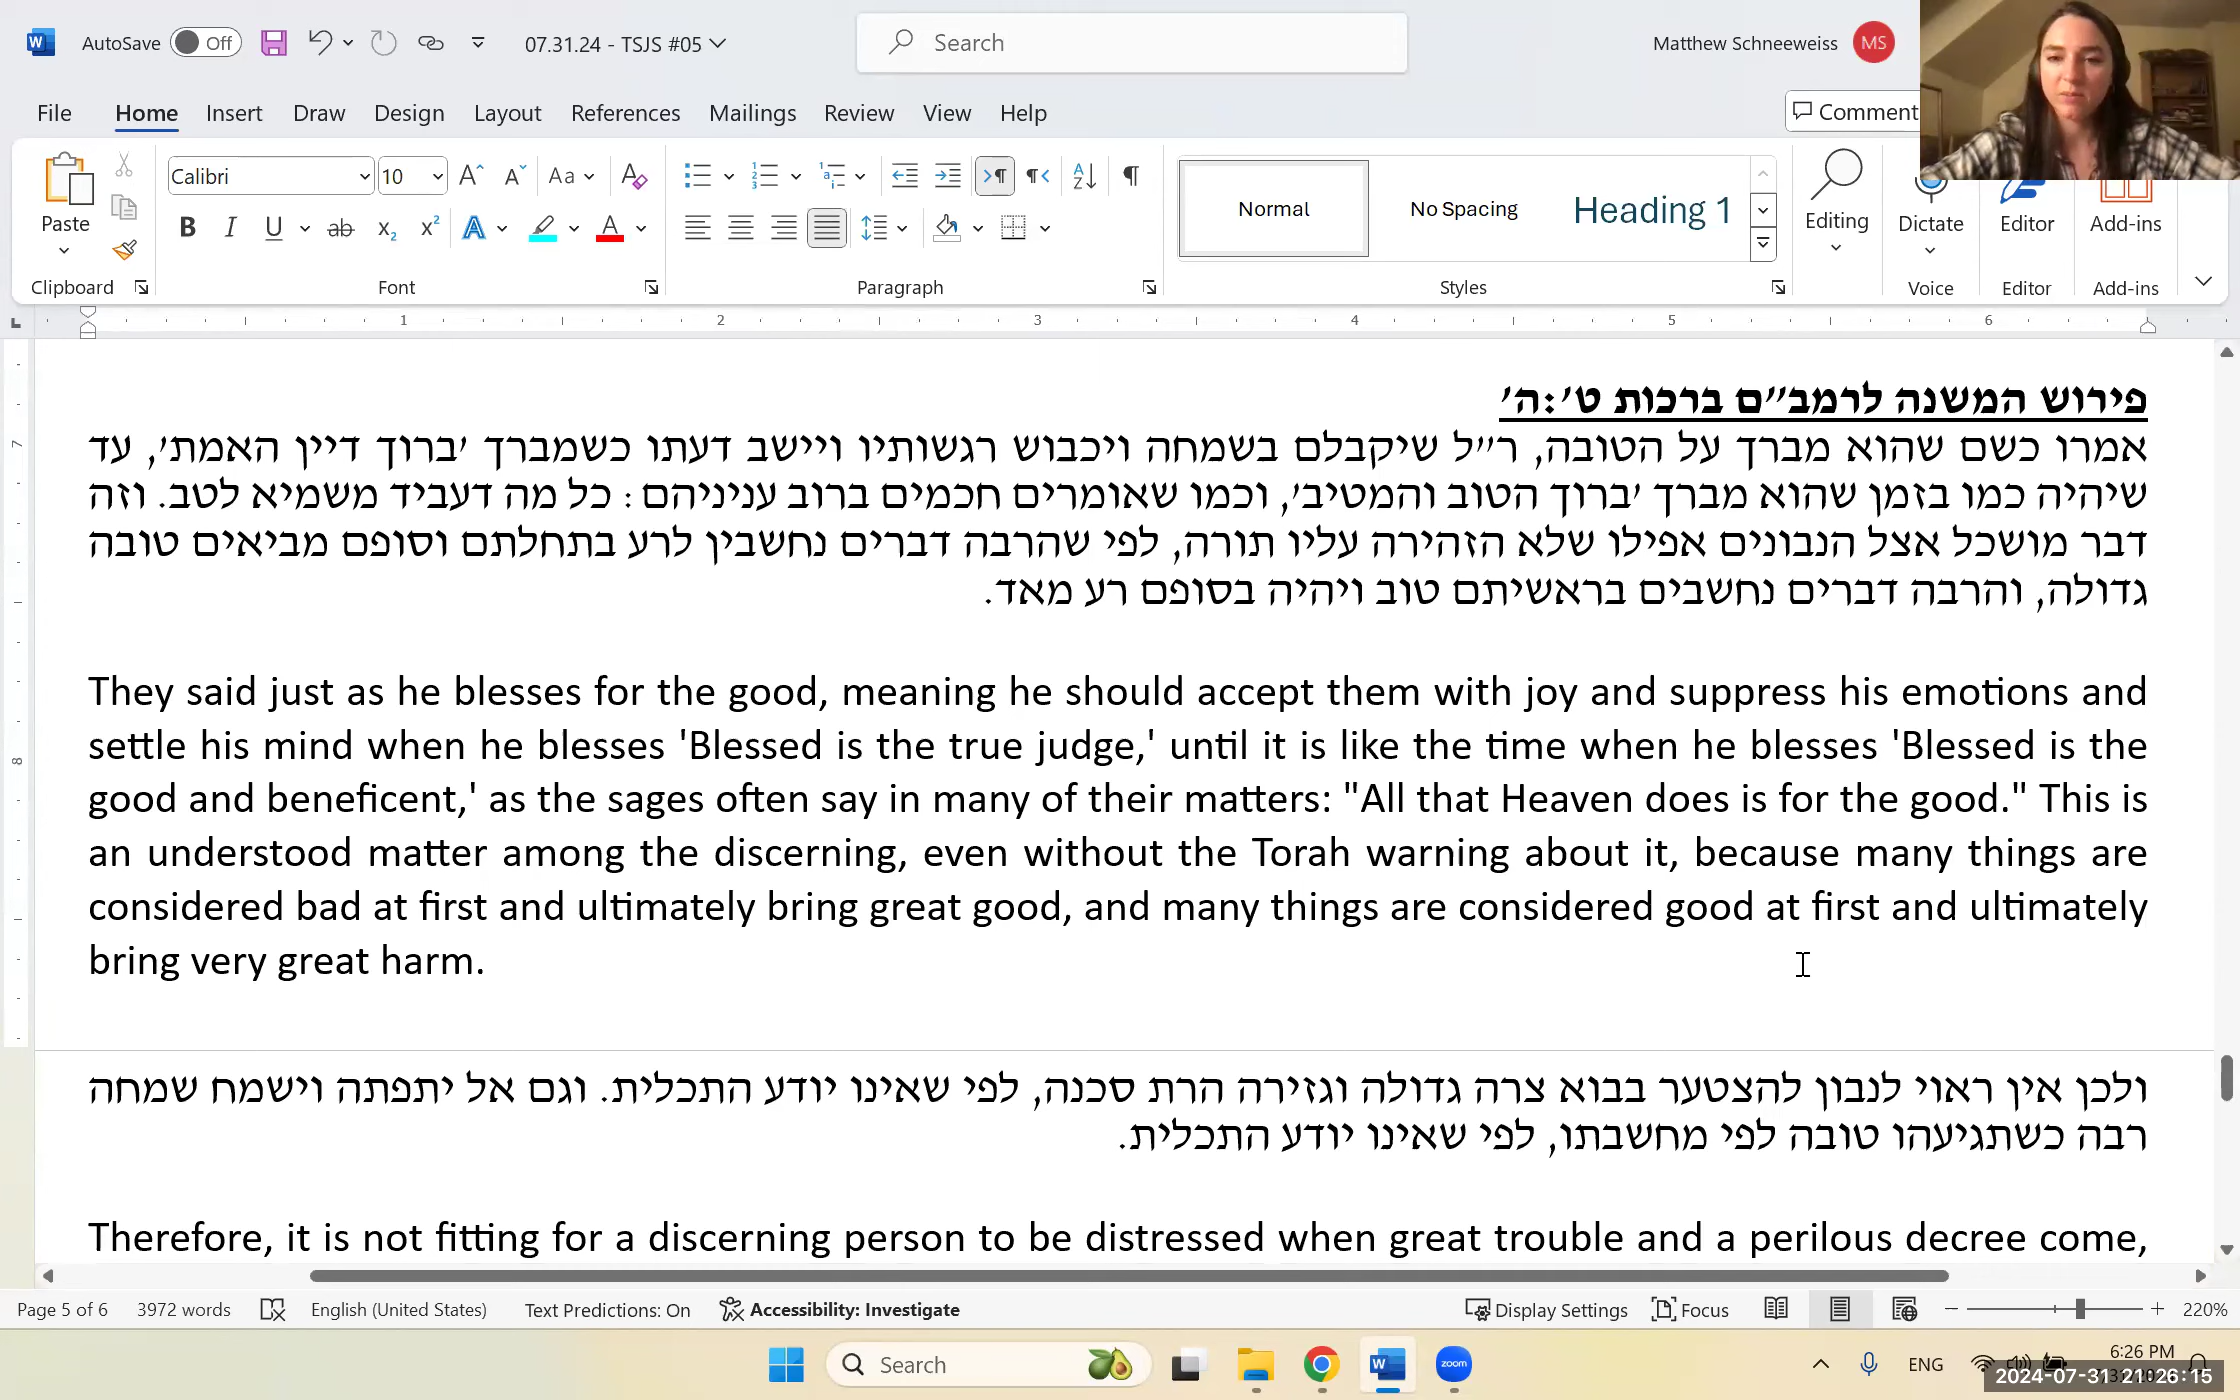 AutoSave Off 07.31.24 - TSJS #05 Search Matthew Schneeweiss MS
File Home Insert Draw Design Layout References Mailings Review View Help Comment
Calibri 10 Aa Normal No Spacing Heading 1
Paste Editing Dictate Editor Add-ins
Clipboard Font Paragraph Styles Voice Editor Add-ins
1 2 3 4 5 6
פירוש המשנה לרמב״ם ברכות ט׳:ה׳
אמרו כשם שהוא מברך על הטובה, ר״ל שיקבלם בשמחה ויכבוש רגשותיו ויישב דעתו כשמברך ׳ברוך דיין האמת׳, עד
שיהיה כמו בזמן שהוא מברך ׳ברוך הטוב והמטיב׳, וכמו שאומרים חכמים ברוב עניניהם : כל מה דעביד משמיא לטב. וזה
דבר מושכל אצל הנבונים אפילו שלא הזהירה עליו תורה, לפי שהרבה דברים נחשבין לרע בתחלתם וסופם מביאים טובה
גדולה, והרבה דברים נחשבים בראשיתם טוב ויהיה בסופם רע מאד.
They said just as he blesses for the good, meaning he should accept them with joy and suppress his emotions and
settle his mind when he blesses 'Blessed is the true judge,' until it is like the time when he blesses 'Blessed is the
good and beneficent,' as the sages often say in many of their matters: "All that Heaven does is for the good." This is
an understood matter among the discerning, even without the Torah warning about it, because many things are
considered bad at first and ultimately bring great good, and many things are considered good at first and ultimately
bring very great harm.
ולכן אין ראוי לנבון להצטער בבוא צרה גדולה וגזירה הרת סכנה, לפי שאינו יודע התכלית. וגם אל יתפתה וישמח שמחה
רבה כשתגיעהו טובה לפי מחשבתו, לפי שאינו יודע התכלית.
Therefore, it is not fitting for a discerning person to be distressed when great trouble and a perilous decree come,
Page 5 of 6 3972 words English (United States) Text Predictions: On Accessibility: Investigate Display Settings Focus 220%
Search zoom ENG 6:26 PM
2024-07-31 21:26:15